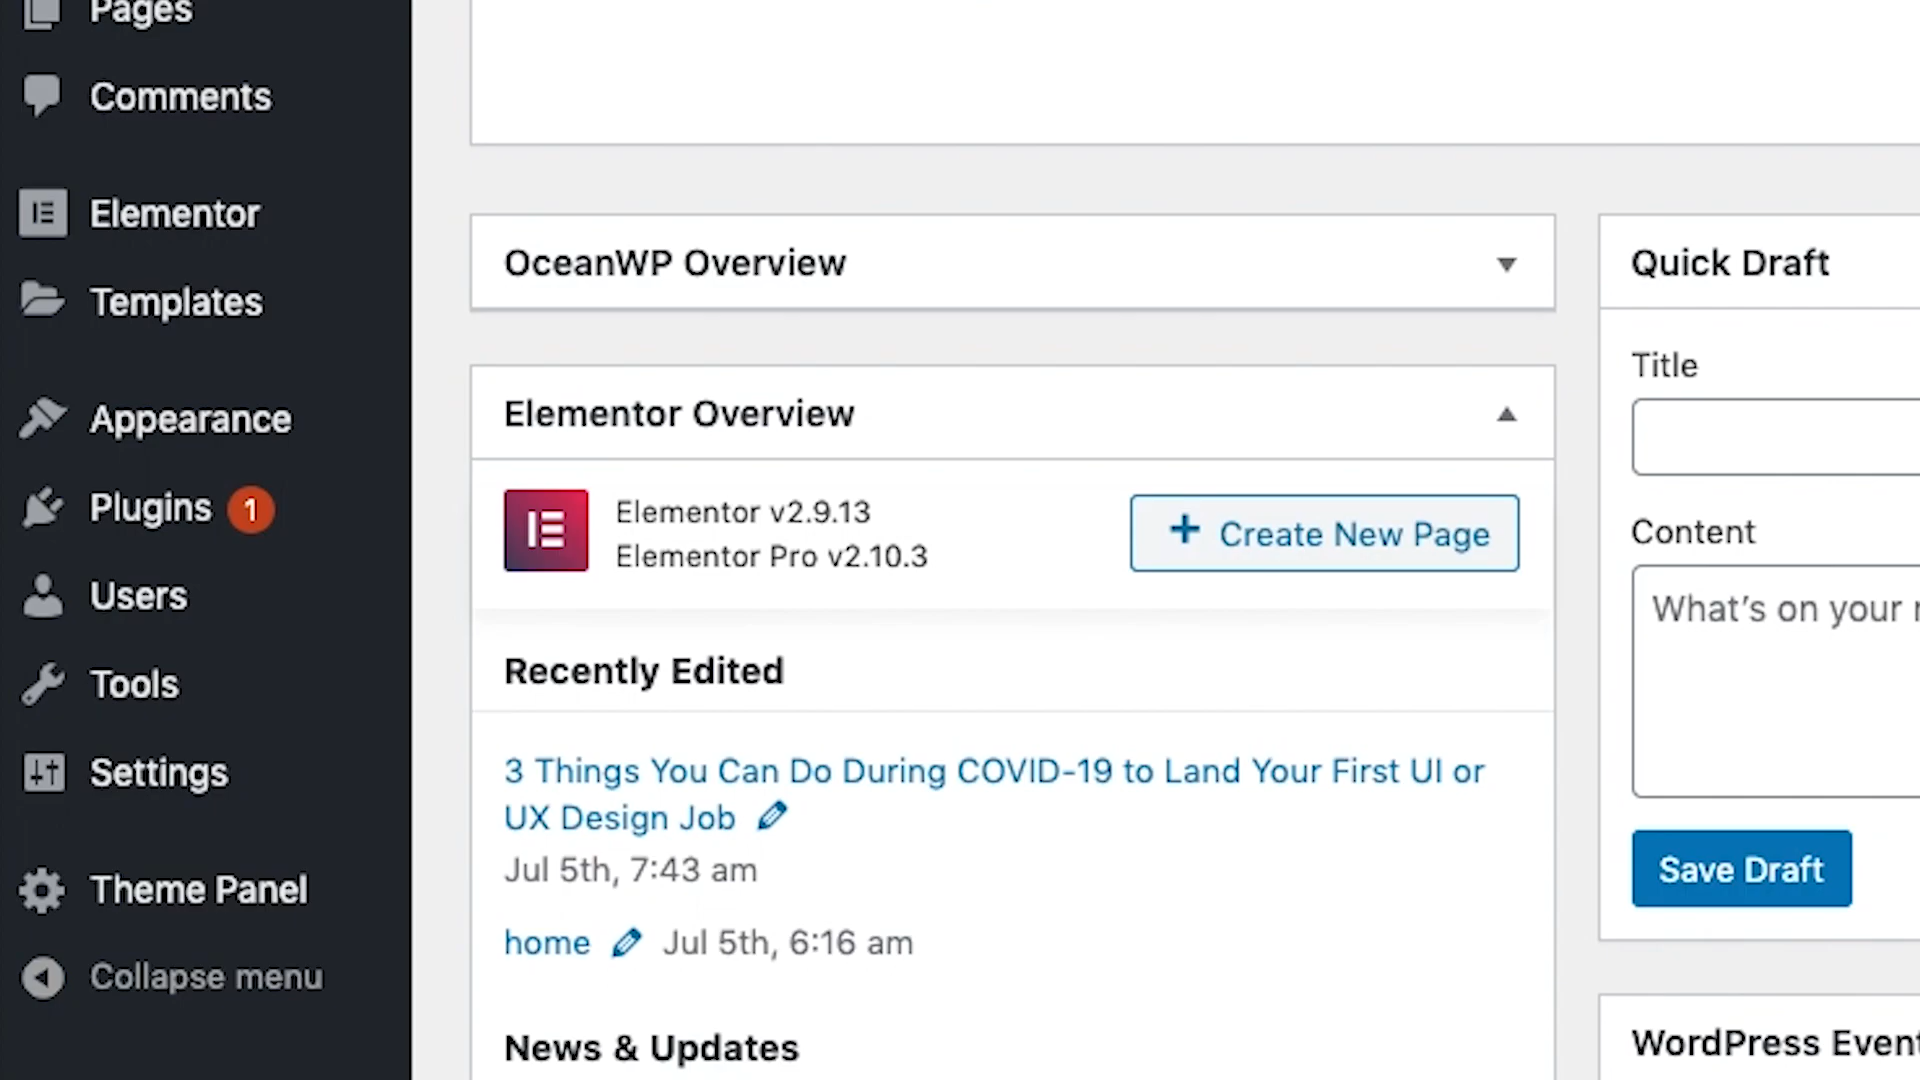 Pages
Comments
Elementor
Templates
Appearance
Plugins 1
Users
Tools
Settings
Theme Panel
Collapse menu
OceanWP Overview
Elementor Overview
Elementor v2.9.13
Elementor Pro v2.10.3
+ Create New Page
Recently Edited
3 Things You Can Do During COVID-19 to Land Your First UI or
UX Design Job
Jul 5th, 7:43 am
home Jul 5th, 6:16 am
News & Updates
Quick Draft
Title
Content
What's on your
Save Draft
WordPress Event